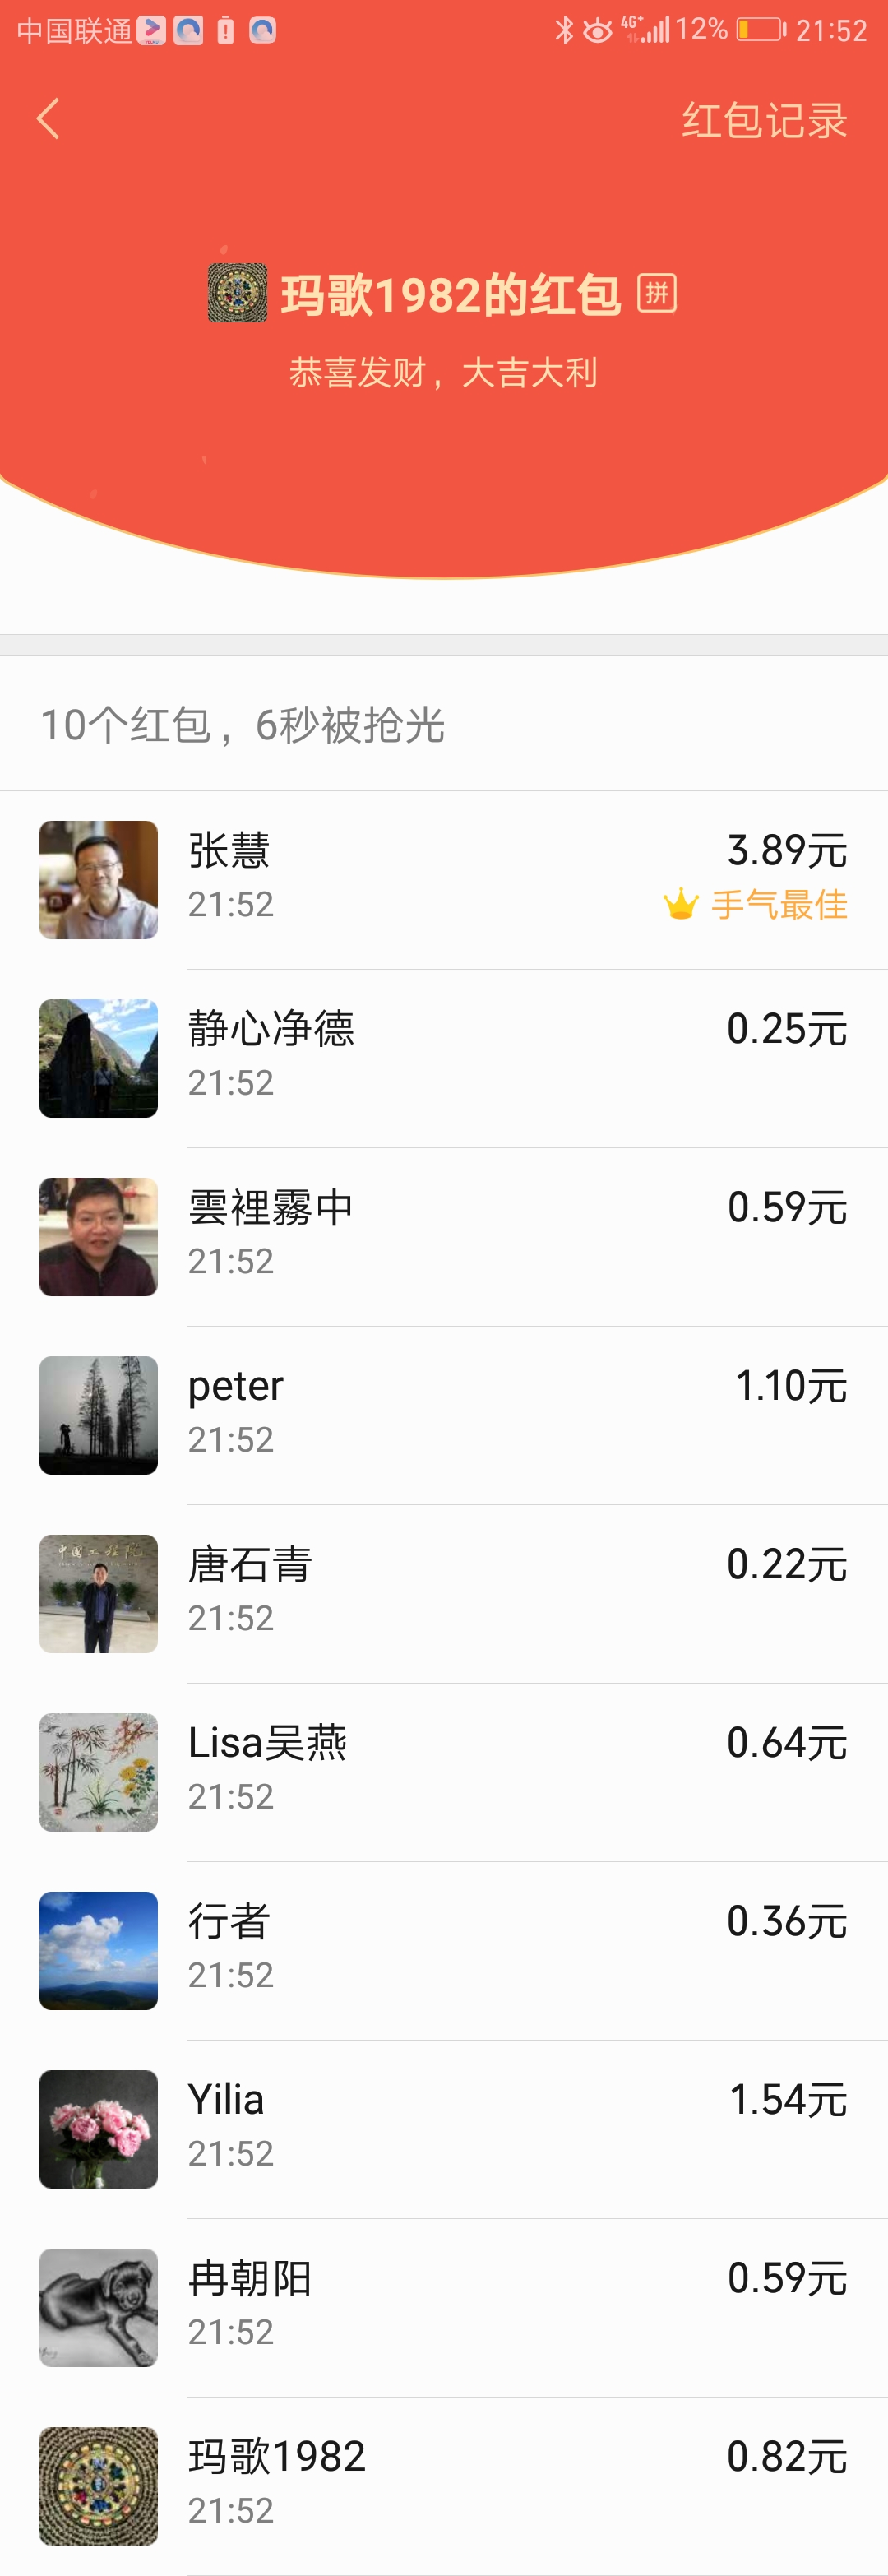 中国联通 4G+ 12% 21:52
红包记录
玛歌1982的红包 拼
恭喜发财，大吉大利
10个红包，6秒被抢光
张慧 3.89元
21:52 手气最佳
静心净德 0.25元
21:52
雲裡霧中 0.59元
21:52
peter 1.10元
21:52
中国工程院
唐石青 0.22元
21:52
Lisa吴燕 0.64元
21:52
行者 0.36元
21:52
Yilia 1.54元
21:52
冉朝阳 0.59元
21:52
玛歌1982 0.82元
21:52